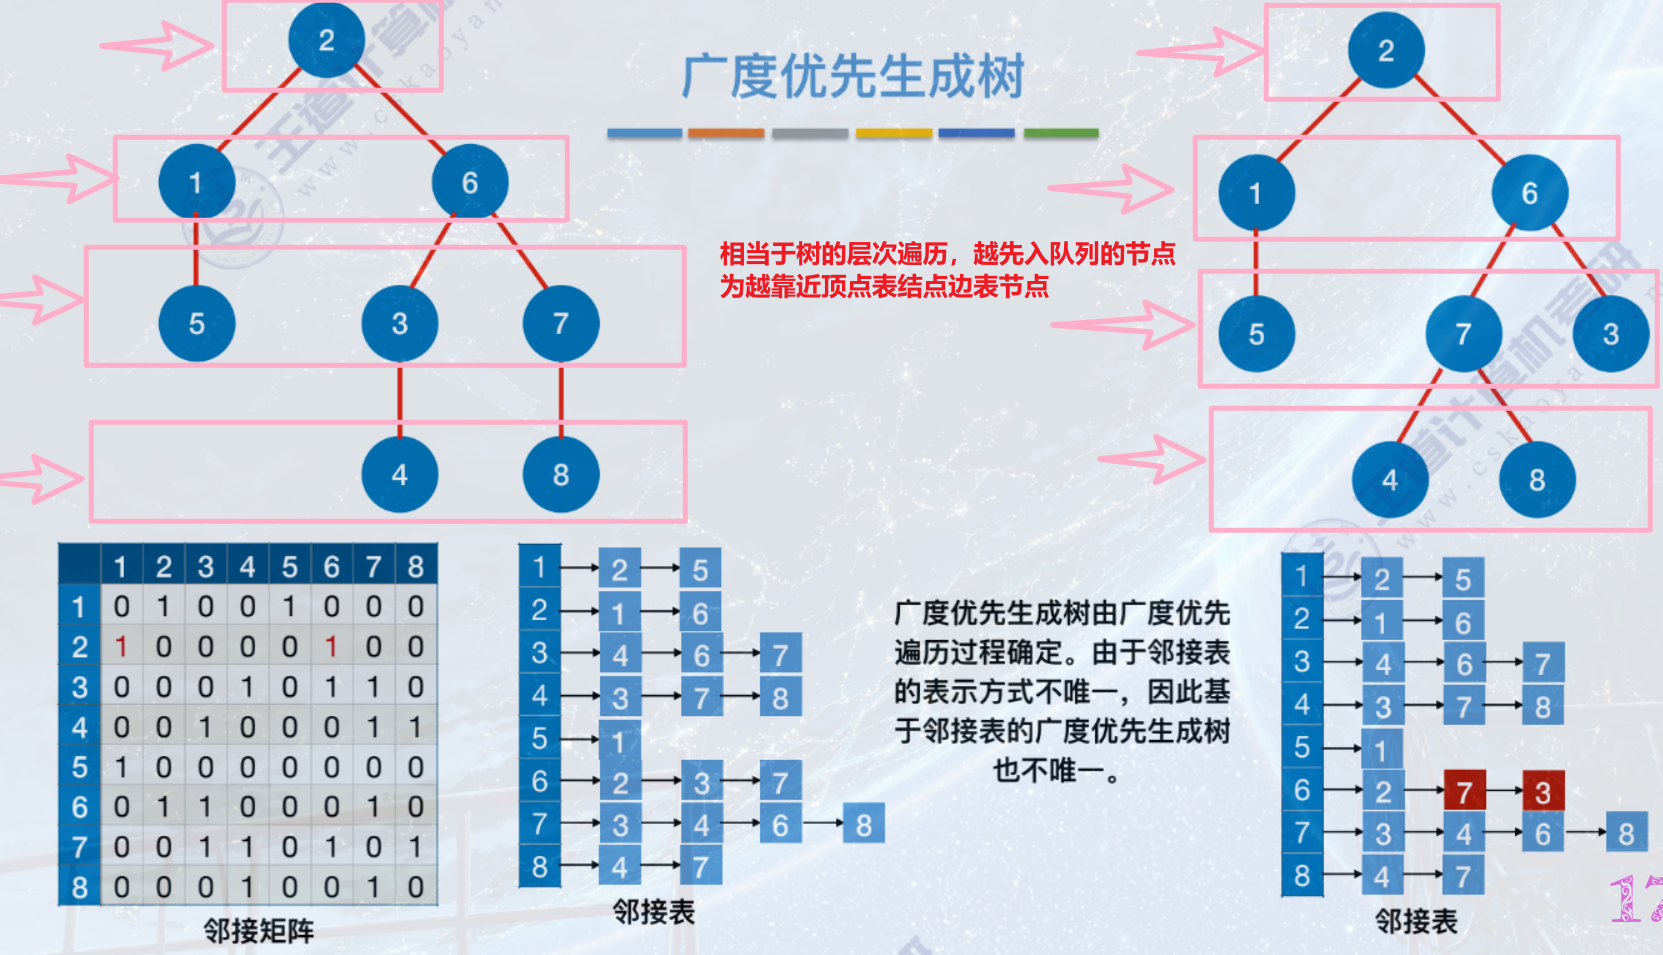 2
广度优先生成树
2
1 6
1 6
相当于树的层次遍历，越先入队列的节点
为越靠近顶点表结点边表节点
5 3 7
5 7 3
4 8
4 8
1 2 3 4 5 6 7 8
1 0 1 0 0 1 0 0 0
2 1 0 0 0 0 1 0 0
3 0 0 0 1 0 1 1 0
4 0 0 1 0 0 0 1 1
5 1 0 0 0 0 0 0 0
6 0 1 1 0 0 0 1 0
7 0 0 1 1 0 1 0 1
8 0 0 0 1 0 0 1 0
邻接矩阵
1 2 5
2 1 6
3 4 6 7
4 3 7 8
5 1
6 2 3 7
7 3 4 6 8
8 4 7
邻接表
广度优先生成树由广度优先
遍历过程确定。由于邻接表
的表示方式不唯一，因此基
于邻接表的广度优先生成树
也不唯一。
1 2 5
2 1 6
3 4 6 7
4 3 7 8
5 1
6 2 7 3
7 3 4 6 8
8 4 7
邻接表
17
王道计算机考研
www.cskaoyan